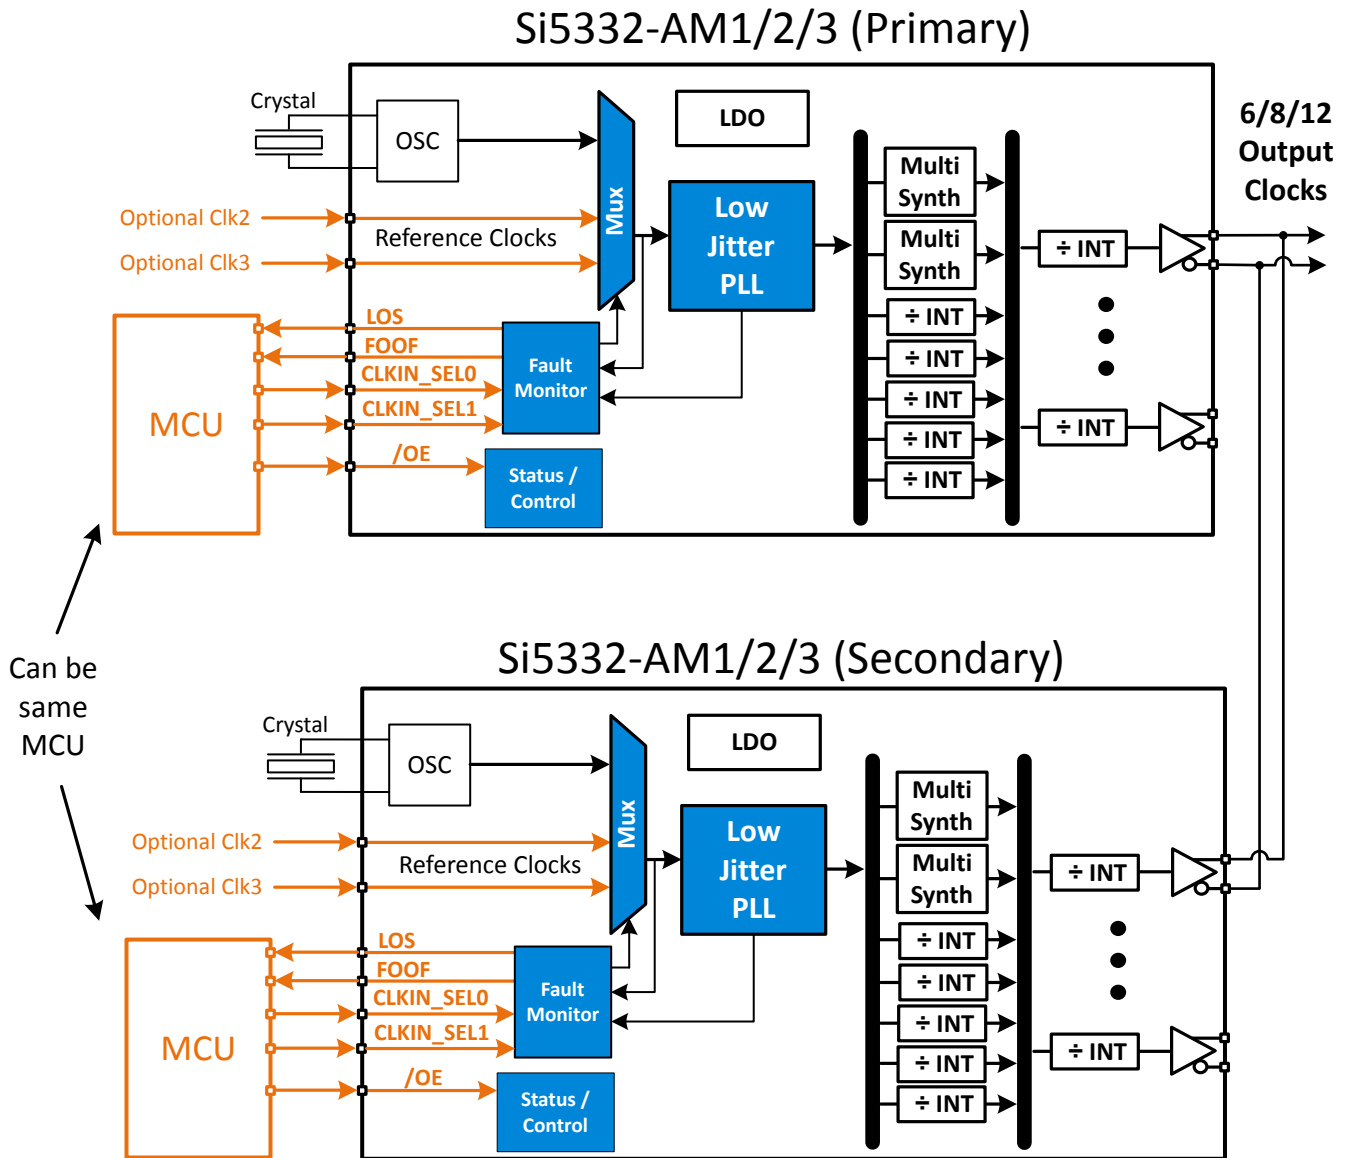 Si5332-AM1/2/3 (Primary)
Crystal
OSC
LDO
6/8/12
Output
Clocks
Mux
Multi
Synth
Optional Clk2
Reference Clocks
Optional Clk3
Low
Jitter
PLL
Multi
Synth
÷ INT
÷ INT
÷ INT
÷ INT
÷ INT
÷ INT
÷ INT
MCU
LOS
FOOF
CLKIN_SEL0
CLKIN_SEL1
/OE
Fault
Monitor
Status /
Control
Can be
same
MCU
Si5332-AM1/2/3 (Secondary)
Crystal
OSC
LDO
Mux
Multi
Synth
Optional Clk2
Reference Clocks
Optional Clk3
Low
Jitter
PLL
Multi
Synth
÷ INT
÷ INT
÷ INT
÷ INT
÷ INT
÷ INT
÷ INT
MCU
LOS
FOOF
CLKIN_SEL0
CLKIN_SEL1
/OE
Fault
Monitor
Status /
Control